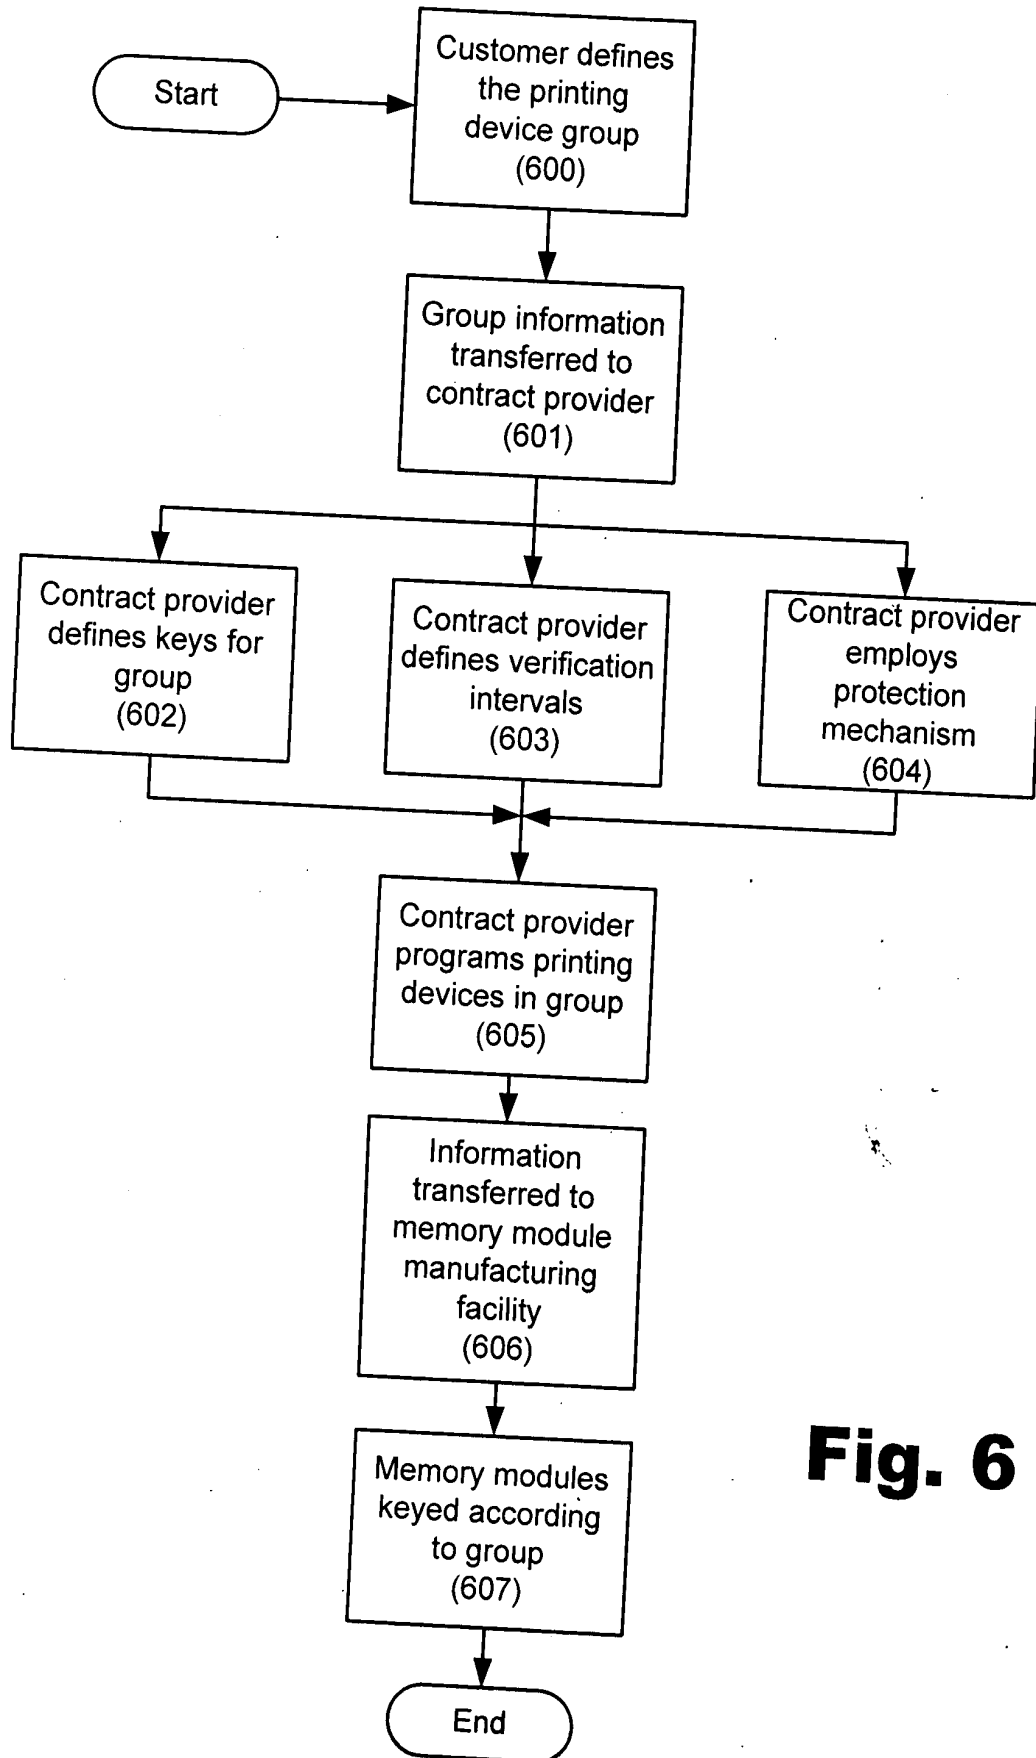 Start
Customer defines
the printing
device group
(600)
Group information
transferred to
contract provider
(601)
Contract provider
defines keys for
group
(602)
Contract provider
defines verification
intervals
(603)
Contract provider
employs
protection
mechanism
(604)
Contract provider
programs printing
devices in group
(605)
Information
transferred to
memory module
manufacturing
facility
(606)
Memory modules
keyed according
to group
(607)
End
Fig. 6